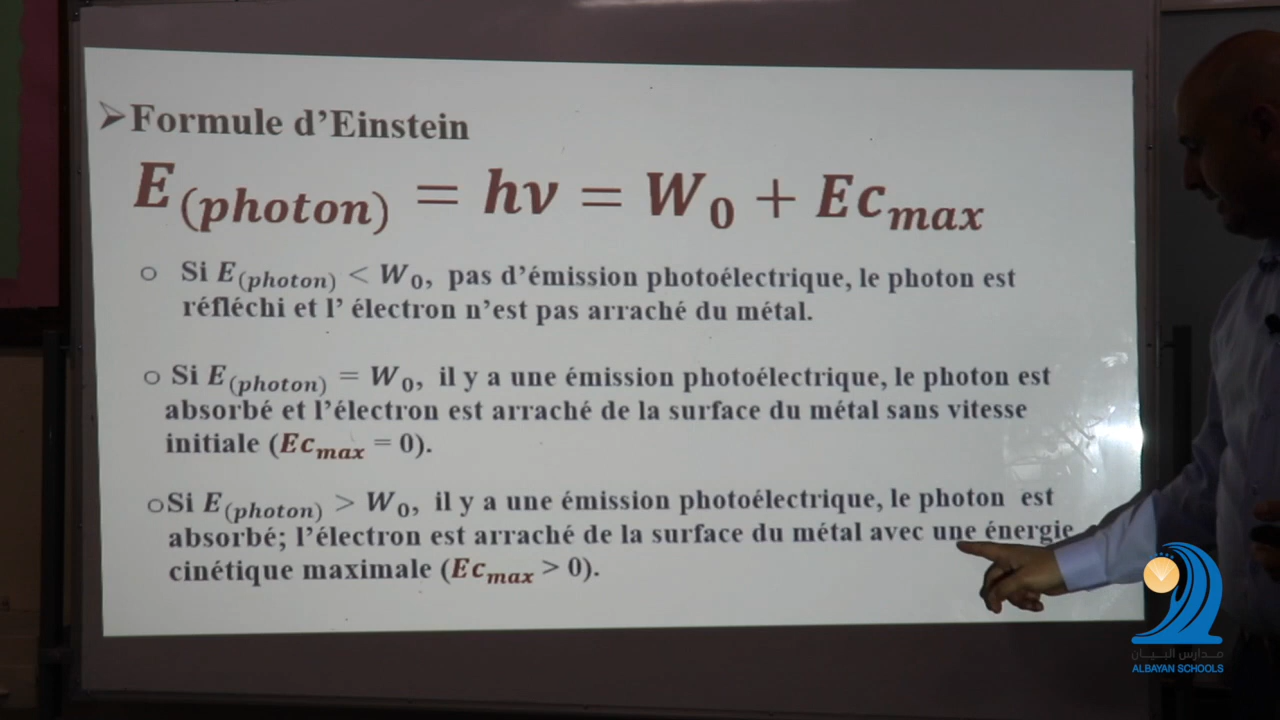 ➢Formule d'Einstein
E(photon) = hν = W0 + Ecmax
○ Si E(photon) < W0, pas d'émission photoélectrique, le photon est
réfléchi et l' électron n'est pas arraché du métal.
○ Si E(photon) = W0, il y a une émission photoélectrique, le photon est
absorbé et l'électron est arraché de la surface du métal sans vitesse
initiale (Ecmax = 0).
○Si E(photon) > W0, il y a une émission photoélectrique, le photon est
absorbé; l'électron est arraché de la surface du métal avec une énergie
cinétique maximale (Ecmax > 0).
مدارس البيان
ALBAYAN SCHOOLS